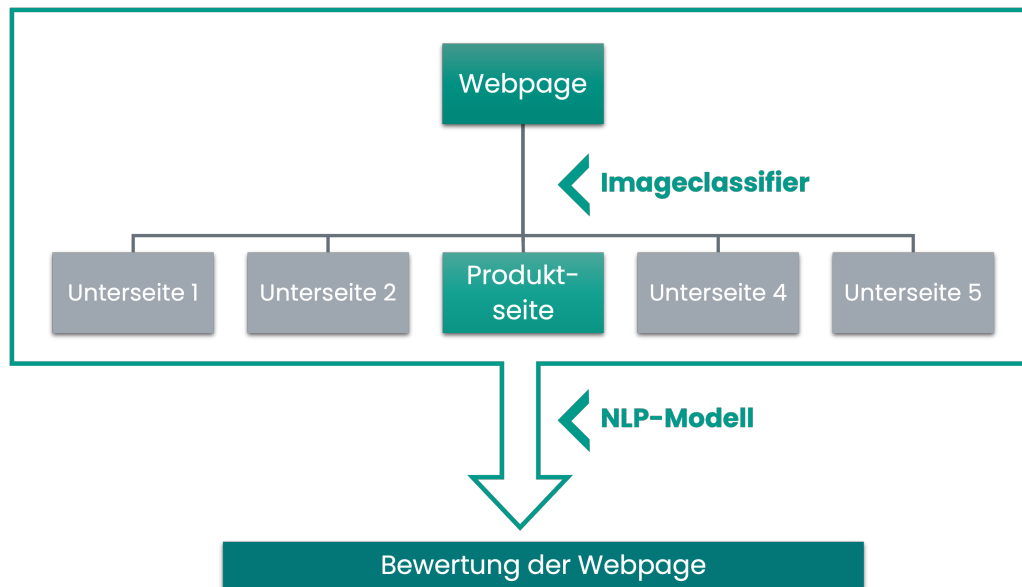 Webpage
Imageclassifier
Unterseite 1
Unterseite 2
Produkt-
seite
Unterseite 4
Unterseite 5
NLP-Modell
Bewertung der Webpage